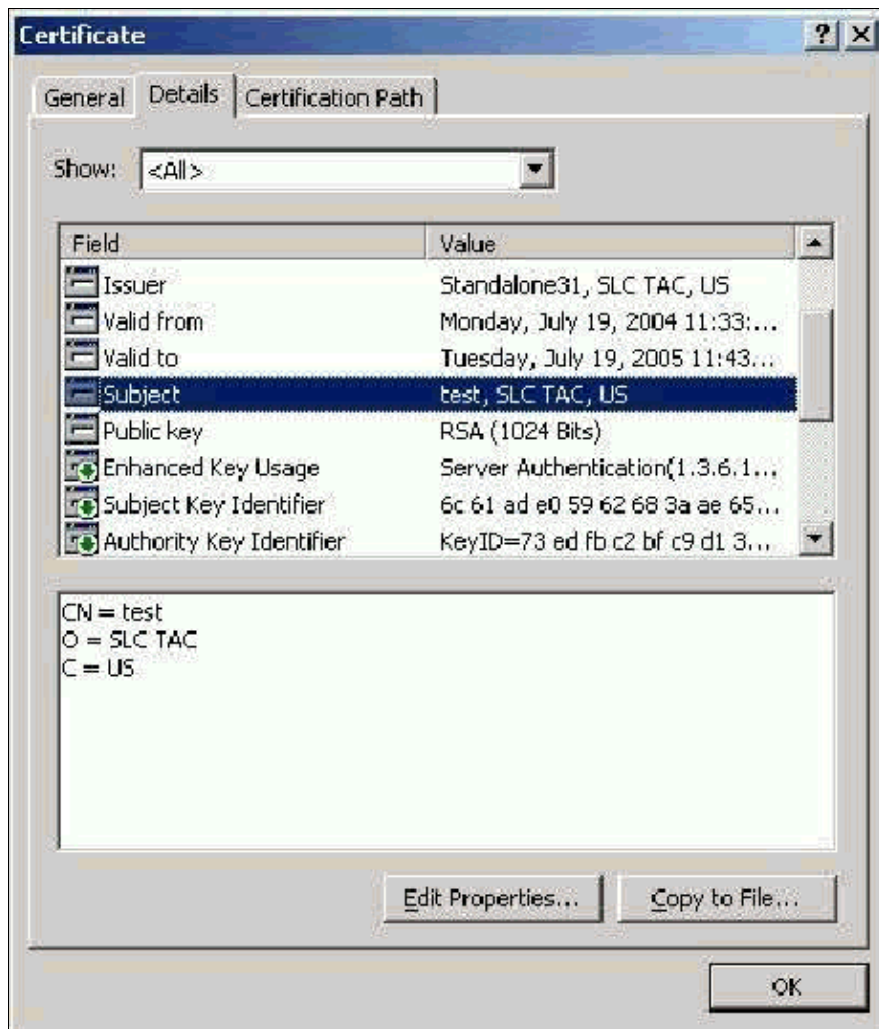 Certificate
General Details Certification Path
Show: <All>
Field Value
Issuer Standalone31, SLC TAC, US
Valid from Monday, July 19, 2004 11:33:...
Valid to Tuesday, July 19, 2005 11:43...
Subject test, SLC TAC, US
Public key RSA (1024 Bits)
Enhanced Key Usage Server Authentication(1.3.6.1...
Subject Key Identifier 6c 61 ad e0 59 62 68 3a ae 65...
Authority Key Identifier KeyID=73 ed fb c2 bf c9 d1 3...
CN = test
O = SLC TAC
C = US
Edit Properties... Copy to File...
OK